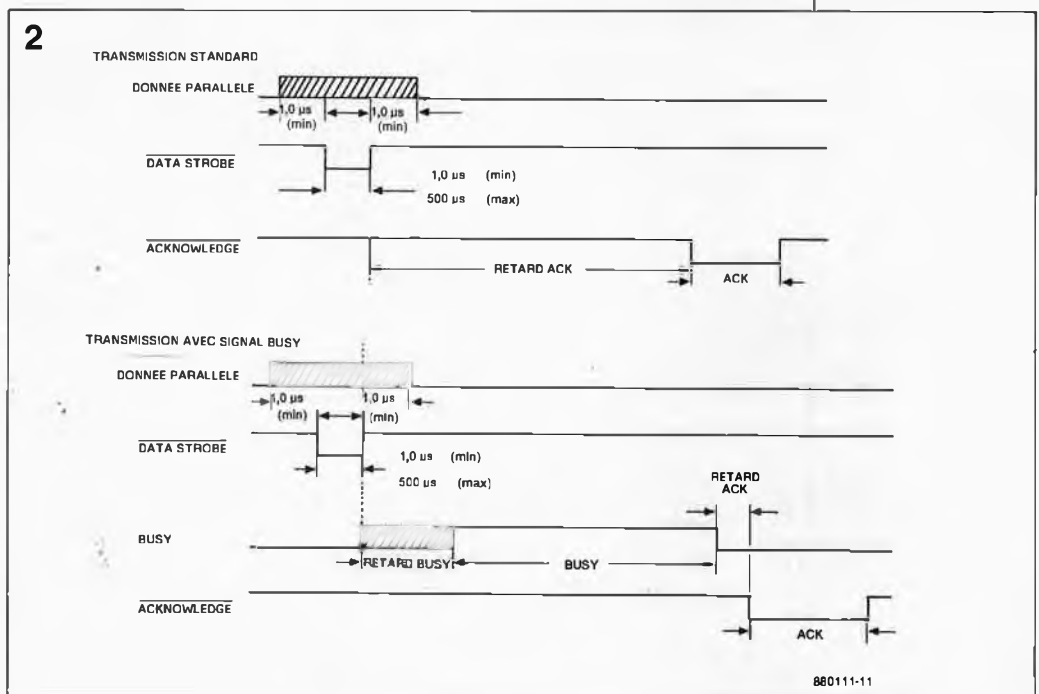 2
TRANSMISSION STANDARD
DONNEE PARALLELE
1,0 µs
(min)
1,0 µs
(min)
DATA STROBE
1,0 µs (min)
500 µs (max)
ACKNOWLEDGE
RETARD ACK
ACK
TRANSMISSION AVEC SIGNAL BUSY
DONNEE PARALLELE
1,0 µs
(min)
1,0 µs
(min)
DATA STROBE
1,0 µs (min)
500 µs (max)
RETARD
ACK
BUSY
RETARD BUSY
BUSY
ACKNOWLEDGE
ACK
880111-11